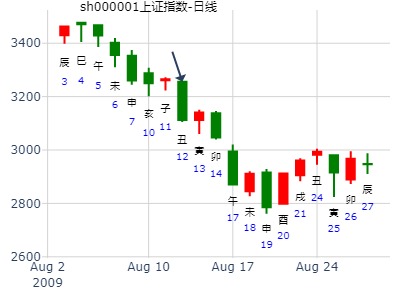 sh000001上证指数-日线
3400
3200
3000
2800
2600
辰 3
巳 4
午 5
未 6
申 7
亥 10
子 11
丑 12
寅 13
卯 14
午 17
未 18
申 19
酉 20
戌 21
丑 24
寅 25
卯 26
辰 27
Aug 2
2009
Aug 10
Aug 17
Aug 24